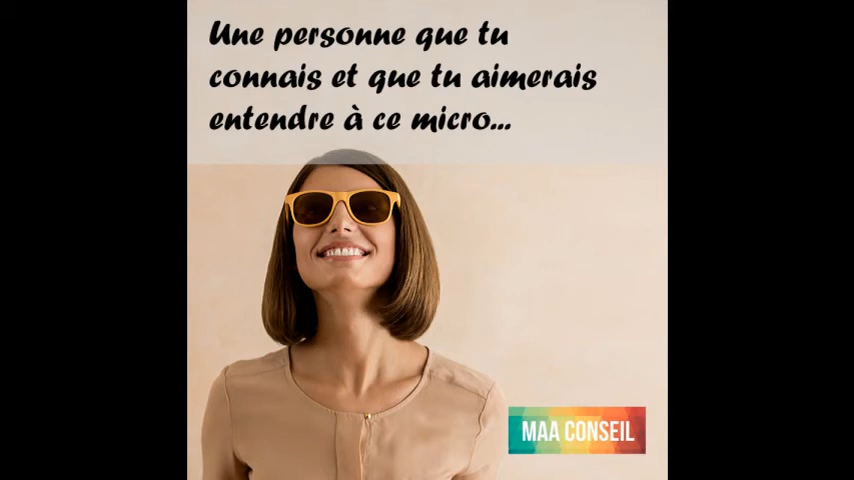 Une personne que tu
connais et que tu aimerais
entendre à ce micro...
MAA CONSEIL